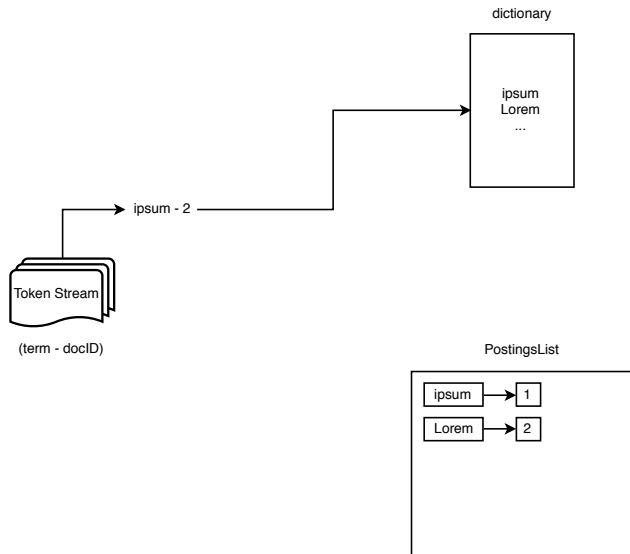 dictionary
ipsum
Lorem
...
ipsum - 2
Token Stream
(term - docID)
PostingsList
ipsum
1
Lorem
2